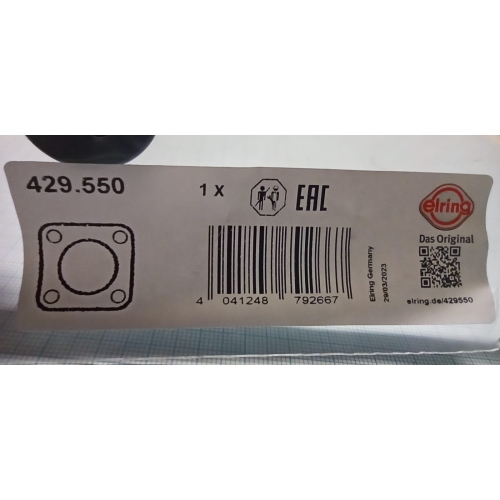 429.550
1 x
EAC
elring
Das Original
4 041248 792667
Elring Germany
29/03/2023
elring.de/429550